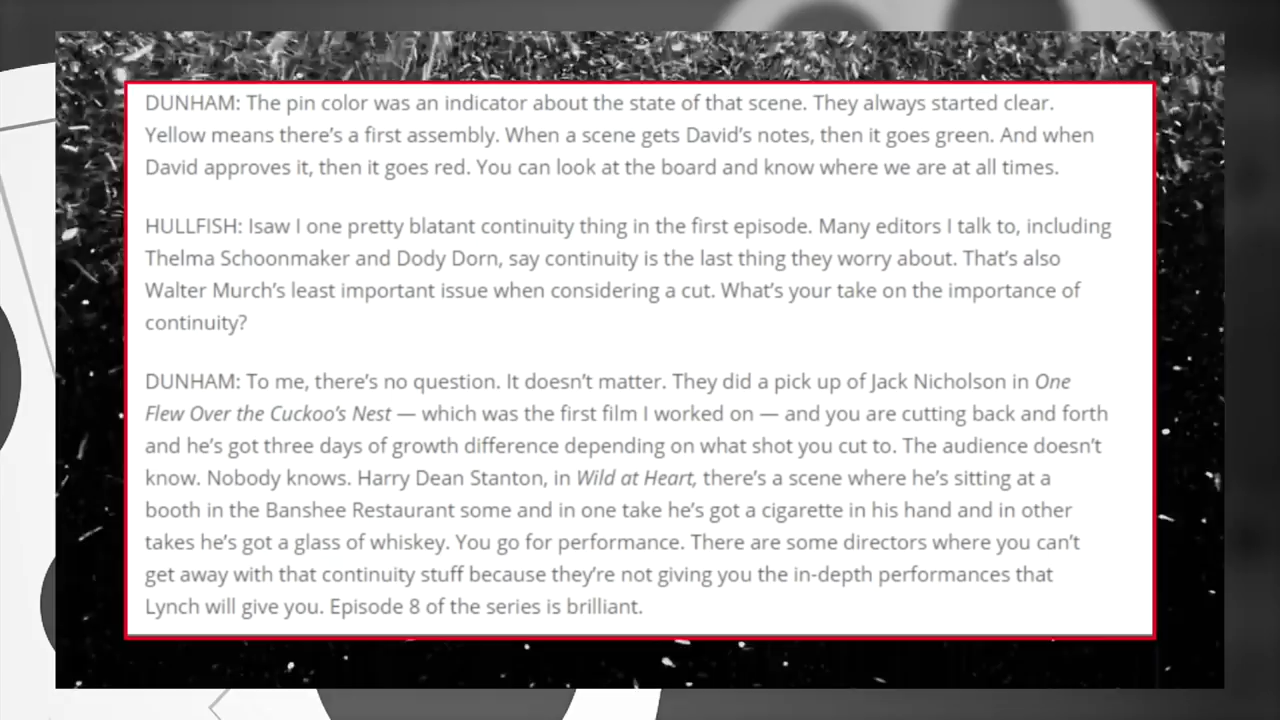 DUNHAM: The pin color was an indicator about the state of that scene. They always started clear.
Yellow means there's a first assembly. When a scene gets David's notes, then it goes green. And when
David approves it, then it goes red. You can look at the board and know where we are at all times.
HULLFISH: Isaw I one pretty blatant continuity thing in the first episode. Many editors I talk to, including
Thelma Schoonmaker and Dody Dorn, say continuity is the last thing they worry about. That's also
Walter Murch's least important issue when considering a cut. What's your take on the importance of
continuity?
DUNHAM: To me, there's no question. It doesn't matter. They did a pick up of Jack Nicholson in One
Flew Over the Cuckoo's Nest — which was the first film I worked on — and you are cutting back and forth
and he's got three days of growth difference depending on what shot you cut to. The audience doesn't
know. Nobody knows. Harry Dean Stanton, in Wild at Heart, there's a scene where he's sitting at a
booth in the Banshee Restaurant some and in one take he's got a cigarette in his hand and in other
takes he's got a glass of whiskey. You go for performance. There are some directors where you can't
get away with that continuity stuff because they're not giving you the in-depth performances that
Lynch will give you. Episode 8 of the series is brilliant.